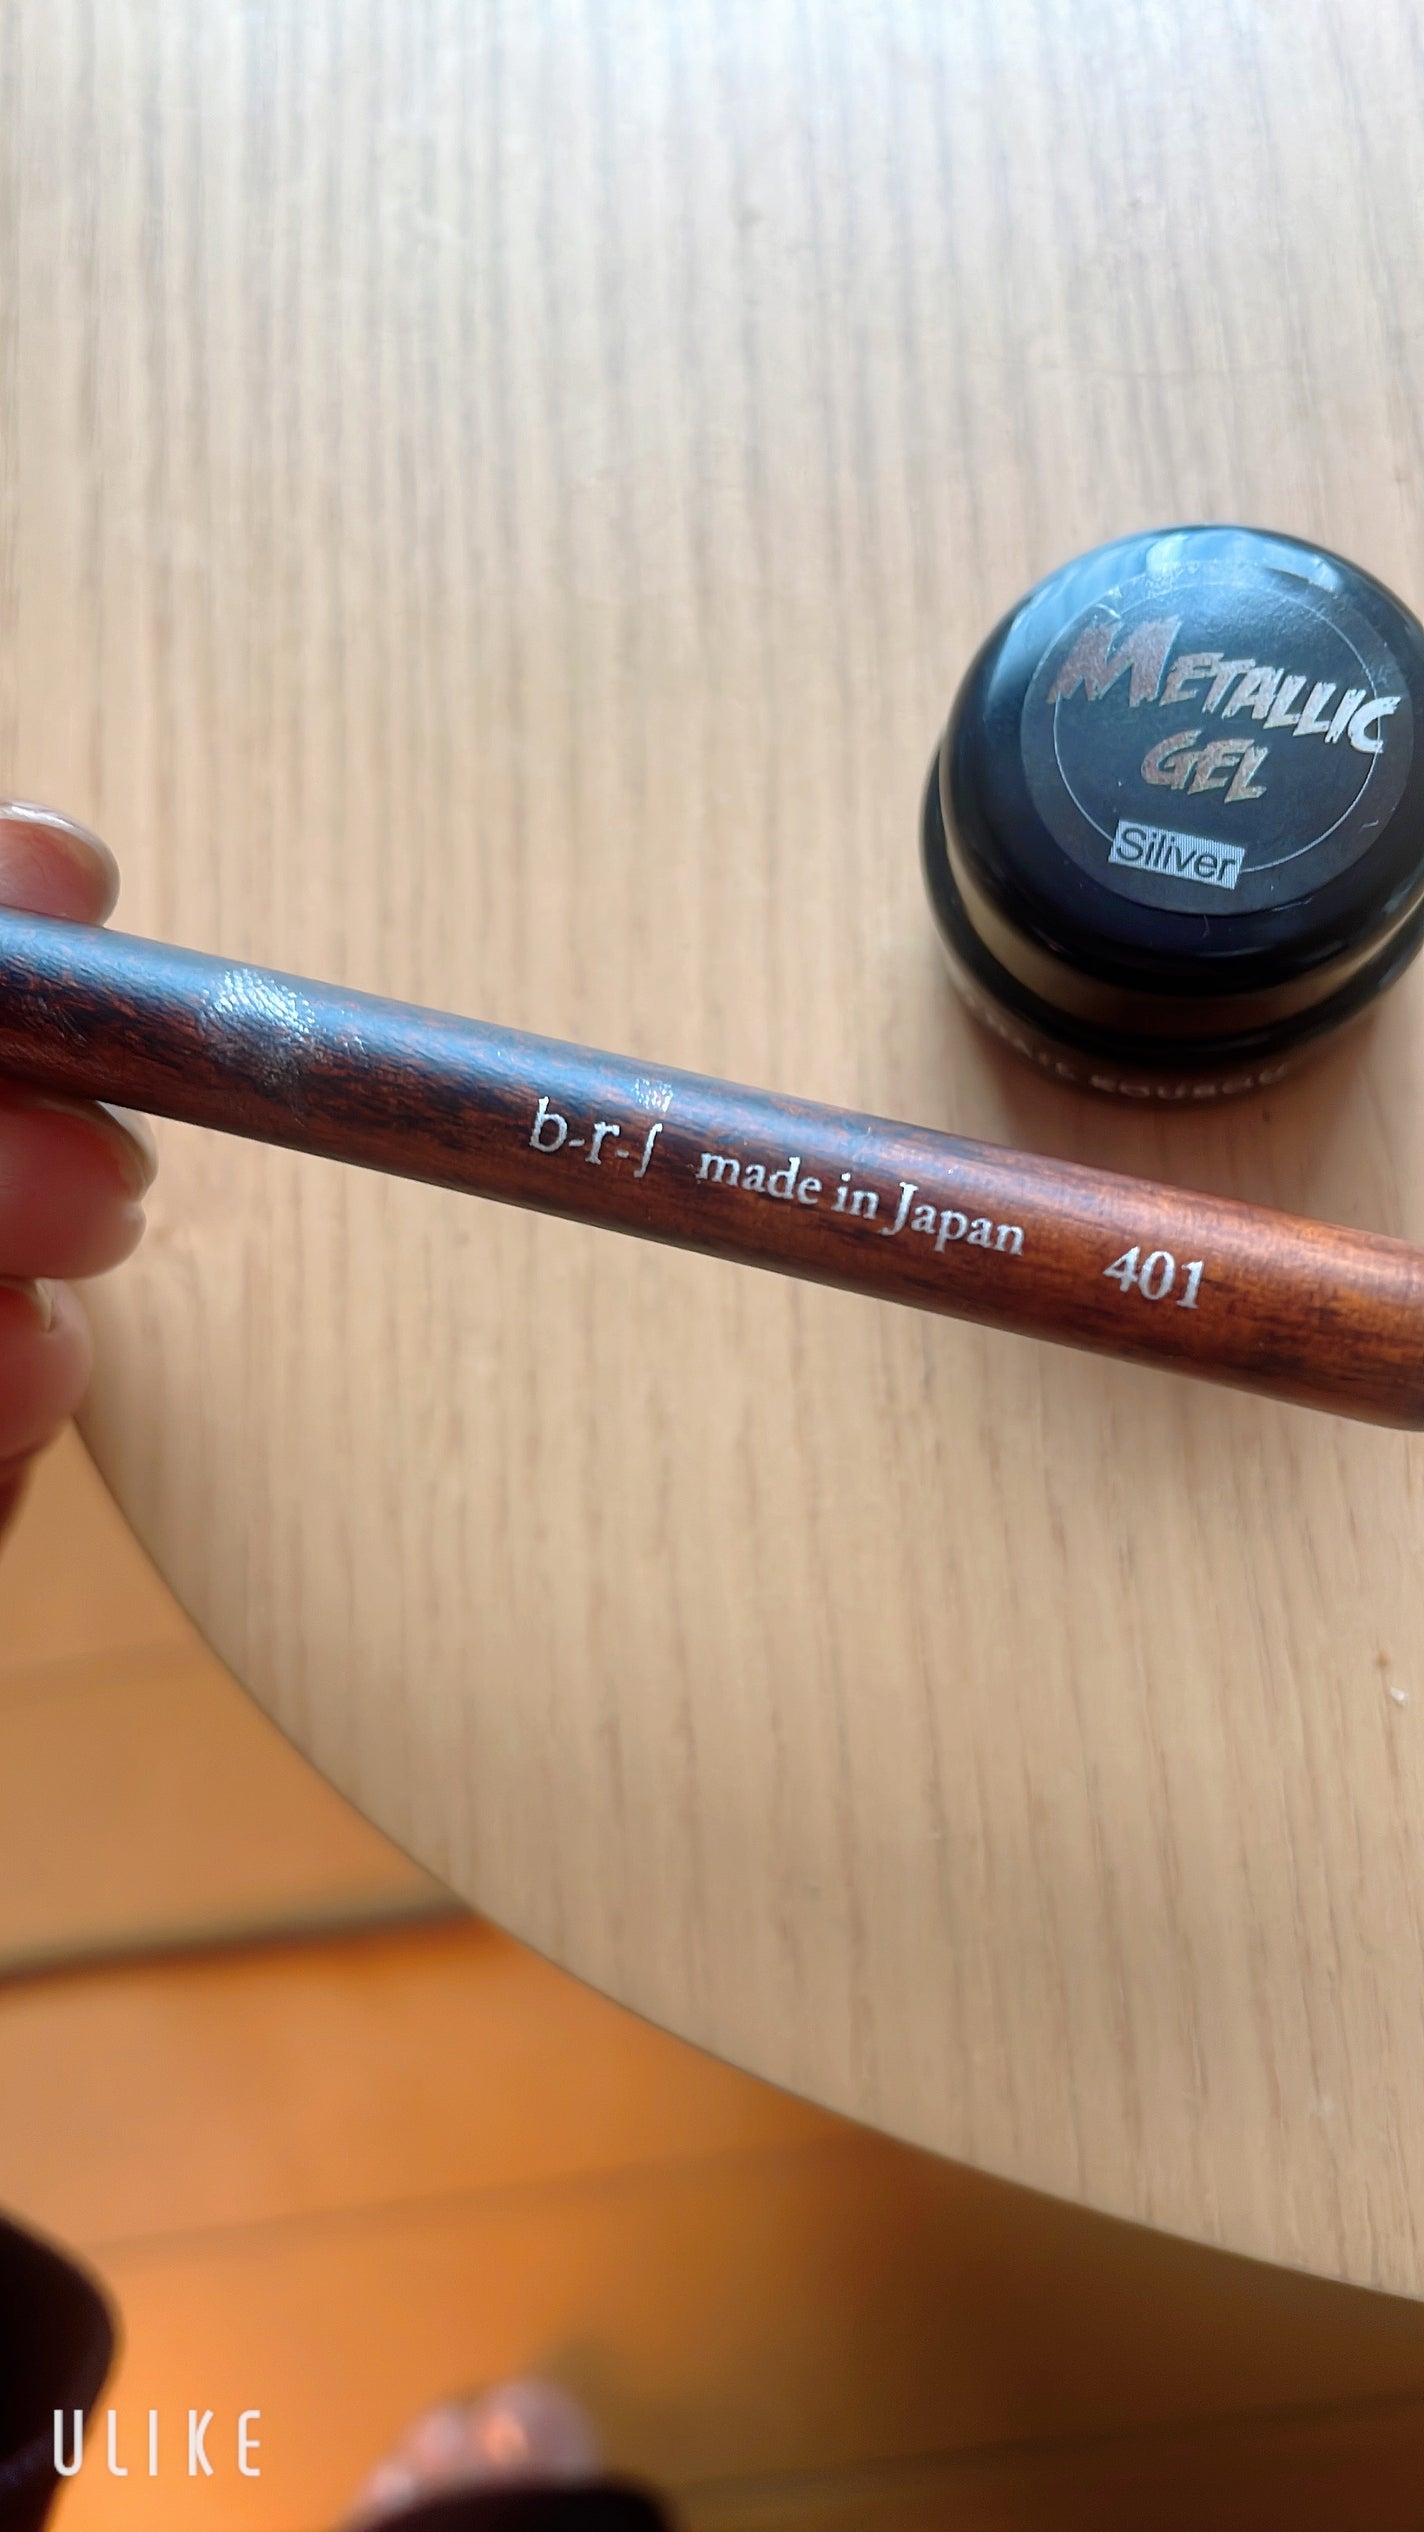 METALLIC
GEL
Siliver
b-r-ʃ made in Japan 401
ULIKE